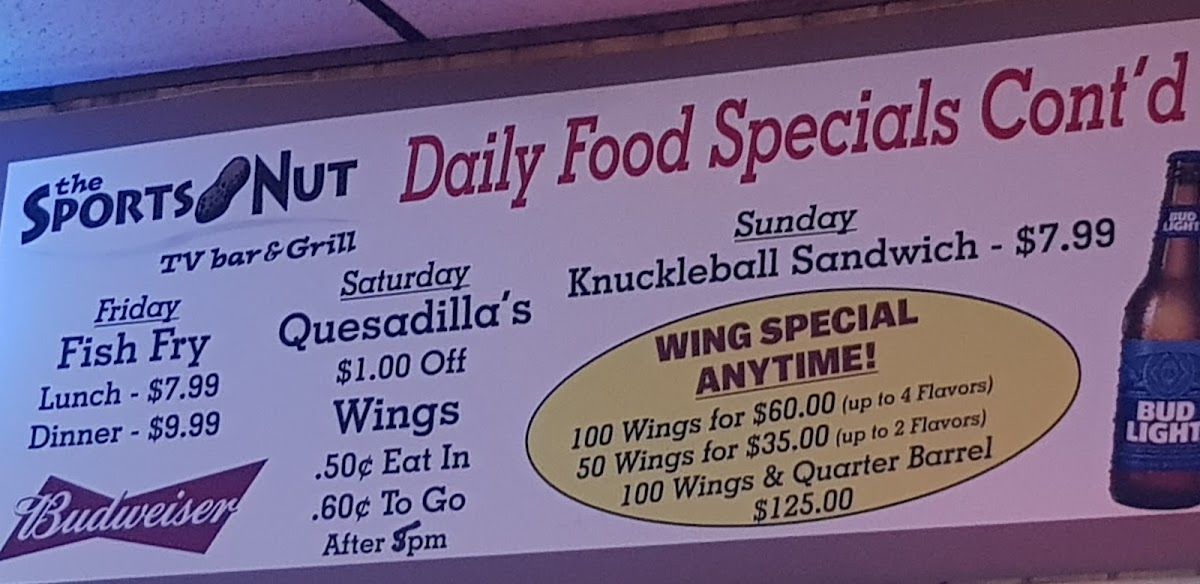 the
SPORTS NUT
TV bar & Grill
Daily Food Specials Cont'd
Friday
Fish Fry
Lunch - $7.99
Dinner - $9.99
Budweiser
Saturday
Quesadilla's
$1.00 Off
Wings
.50¢ Eat In
.60¢ To Go
After 8pm
Sunday
Knuckleball Sandwich - $7.99
WING SPECIAL
ANYTIME!
100 Wings for $60.00 (up to 4 Flavors)
50 Wings for $35.00 (up to 2 Flavors)
100 Wings & Quarter Barrel
$125.00
BUD
LIGHT
BUD
LIGHT